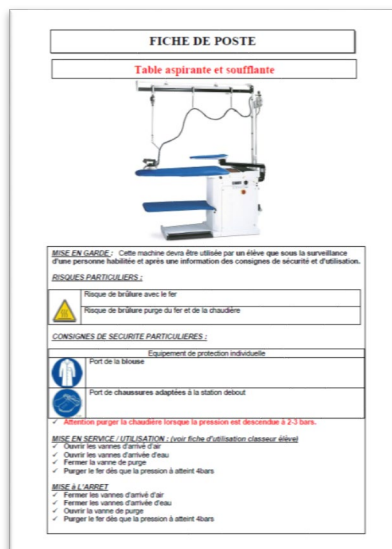 FICHE DE POSTE
Table aspirante et soufflante
MISE EN GARDE : Cette machine devra être utilisée par un élève que sous la surveillance
d'une personne habilitée et après une information des consignes de sécurité et d'utilisation.
RISQUES PARTICULIERS :
Risque de brûlure avec le fer
Risque de brûlure purge du fer et de la chaudière
CONSIGNES DE SECURITE PARTICULIERES :
Equipement de protection individuelle
Port de la blouse
Port de chaussures adaptées à la station debout
✓ Attention purger la chaudière lorsque la pression est descendue à 2-3 bars.
MISE EN SERVICE / UTILISATION : (voir fiche d'utilisation classeur élève)
✓ Ouvrir les vannes d'arrivé d'air
✓ Ouvrir les vannes d'arrivée d'eau
✓ Fermer la vanne de purge
✓ Purger le fer dès que la pression à atteint 4bars
MISE à L'ARRET
✓ Fermer les vannes d'arrivé d'air
✓ Fermer les vannes d'arrivée d'eau
✓ Ouvrir la vanne de purge
✓ Purger le fer dès que la pression à atteint 4bars